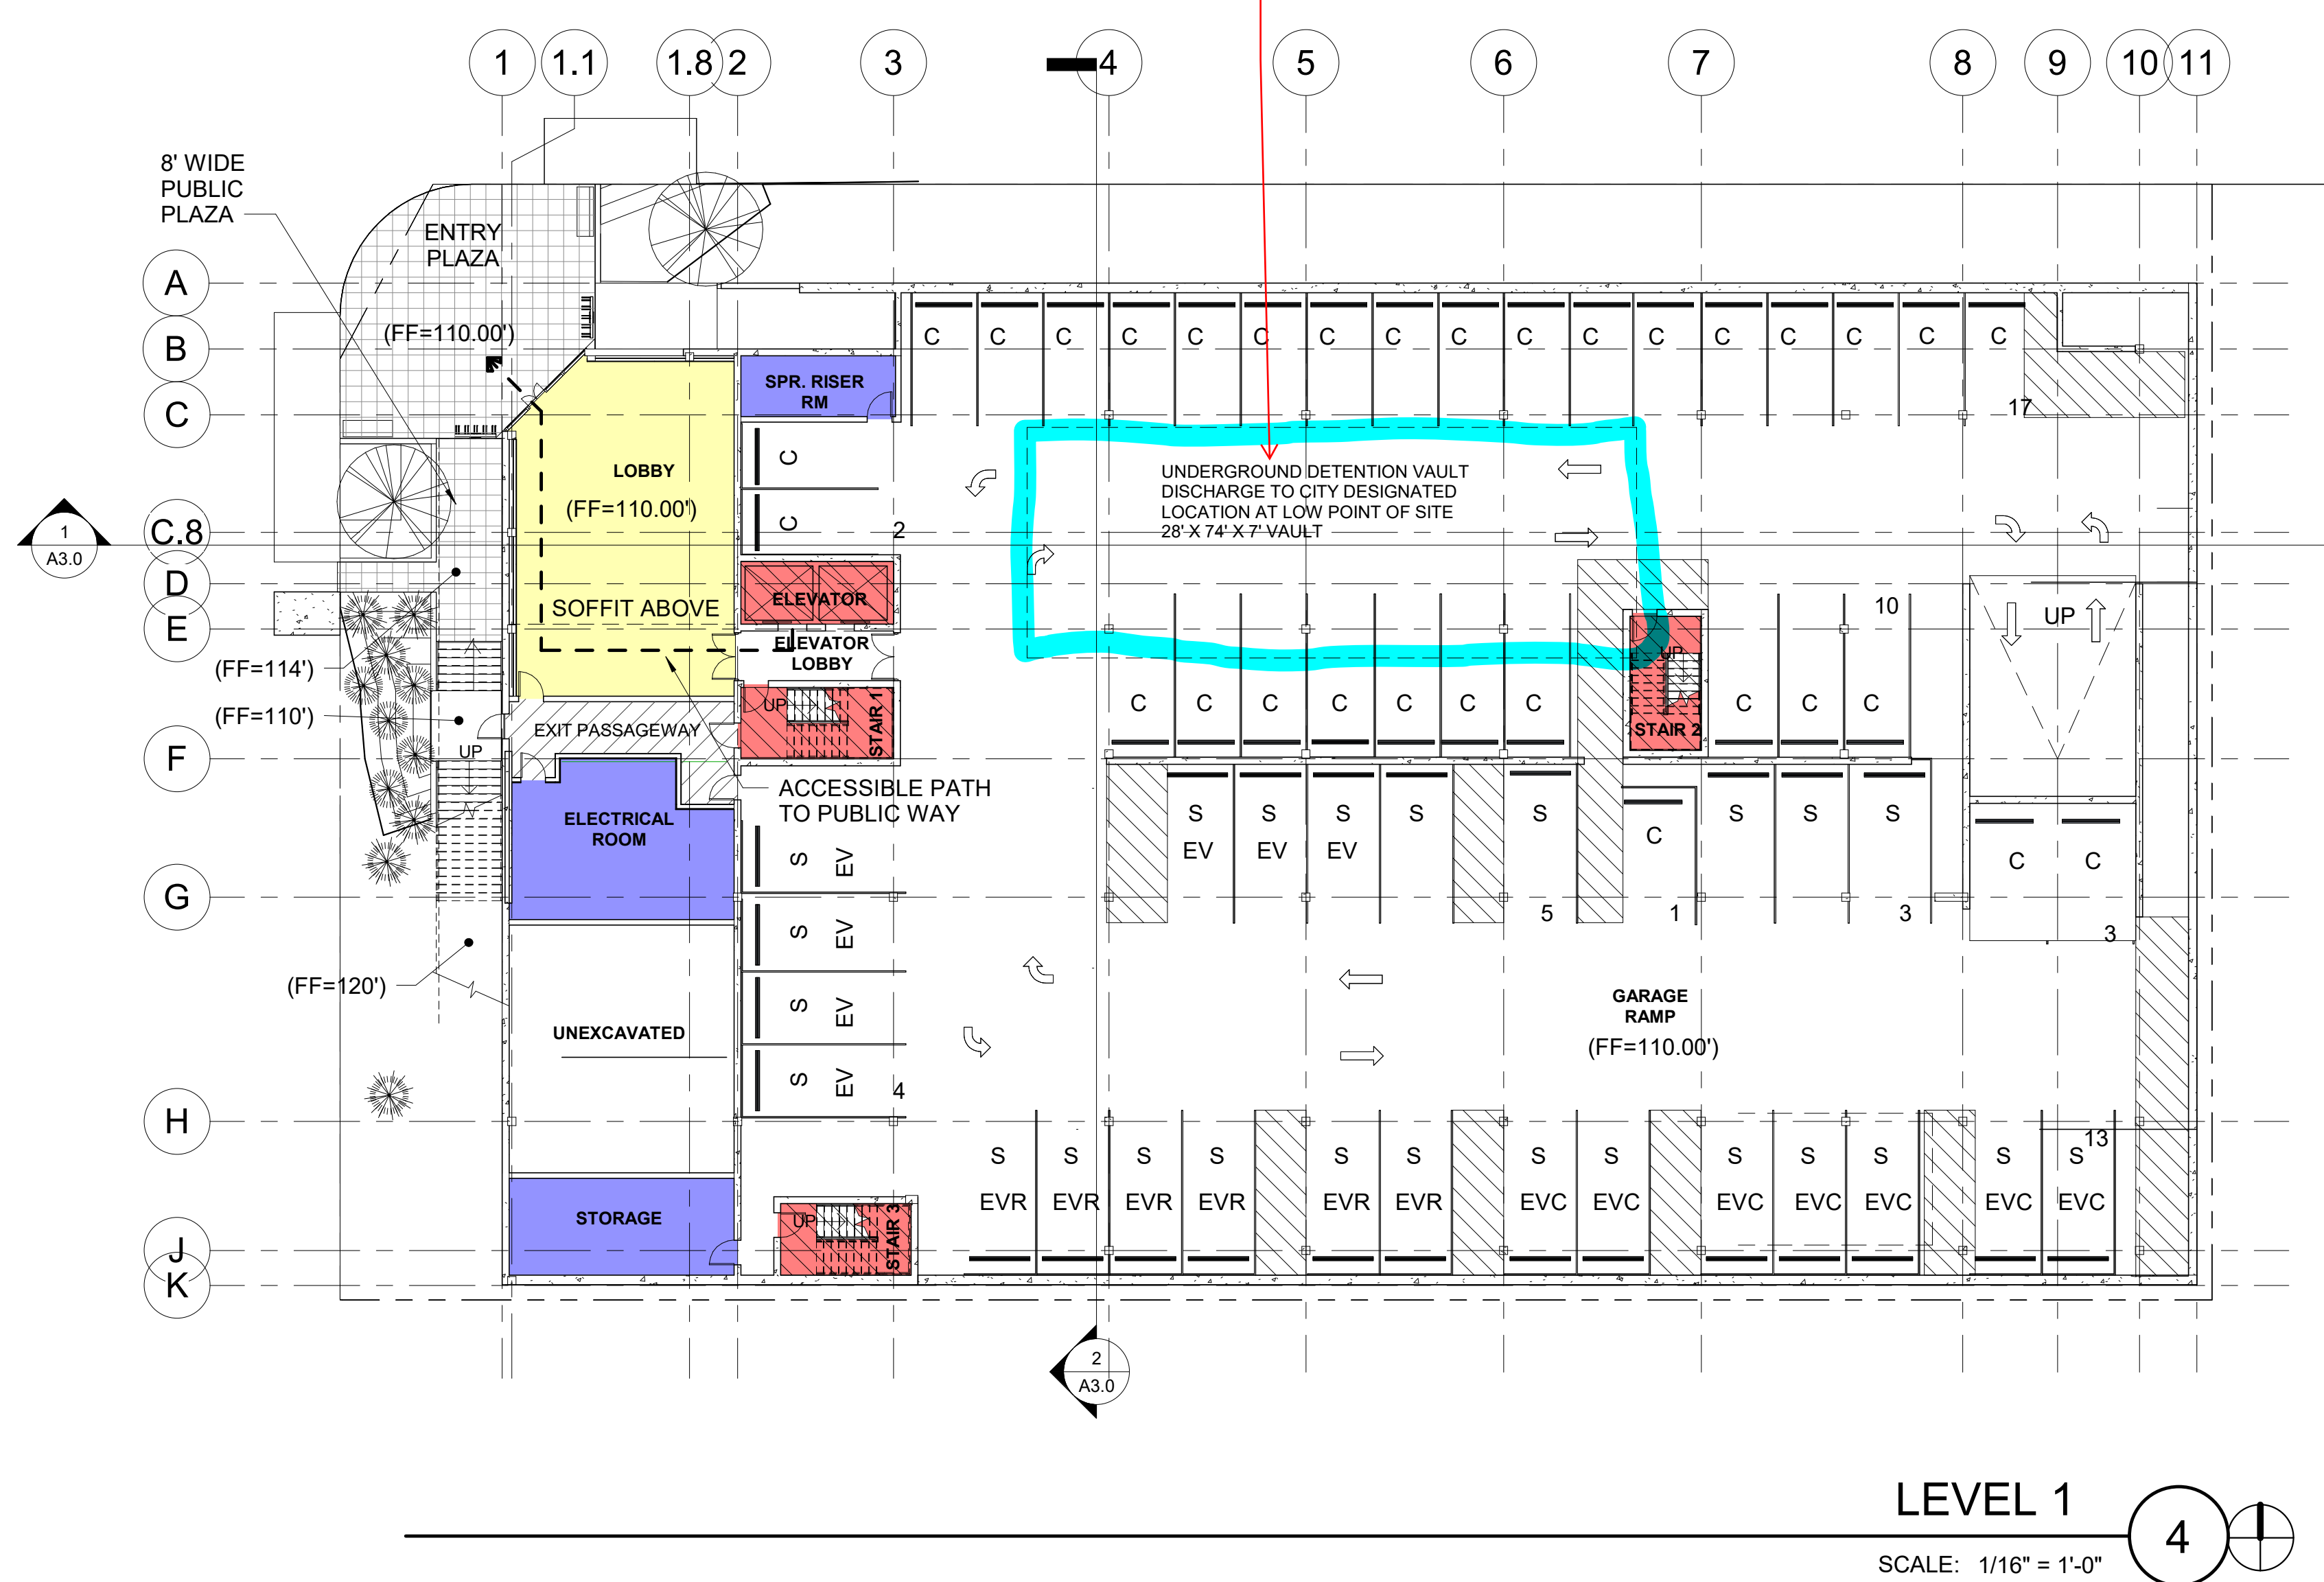 1 1.1 1.8 2 3 4 5 6 7 8 9 10 11
8' WIDE
PUBLIC
PLAZA
ENTRY
PLAZA
A
(FF=110.00')
B
C C C C C C C C C C C C C C C C C
SPR. RISER
RM
C
17
C
LOBBY
(FF=110.00')
UNDERGROUND DETENTION VAULT
DISCHARGE TO CITY DESIGNATED
LOCATION AT LOW POINT OF SITE
28' X 74' X 7' VAULT
C
2
C.8
1
A3.0
D
ELEVATOR
SOFFIT ABOVE
10
UP
E
ELEVATOR
LOBBY
UP
(FF=114')
(FF=110')
UP
STAIR 1
C C C C C C C
STAIR 2
C C C
EXIT PASSAGEWAY
UP
F
ACCESSIBLE PATH
TO PUBLIC WAY
ELECTRICAL
ROOM
S S S S S C S S S
EV EV EV
C C
S EV
G
5 1 3
3
S EV
(FF=120')
GARAGE
RAMP
(FF=110.00')
UNEXCAVATED
S EV
S EV
4
H
13
S S S S S S S S S S S S S
EVR EVR EVR EVR EVR EVR EVC EVC EVC EVC EVC EVC EVC
STORAGE
UP
STAIR 3
J
K
2
A3.0
LEVEL 1
4
SCALE: 1/16" = 1'-0"